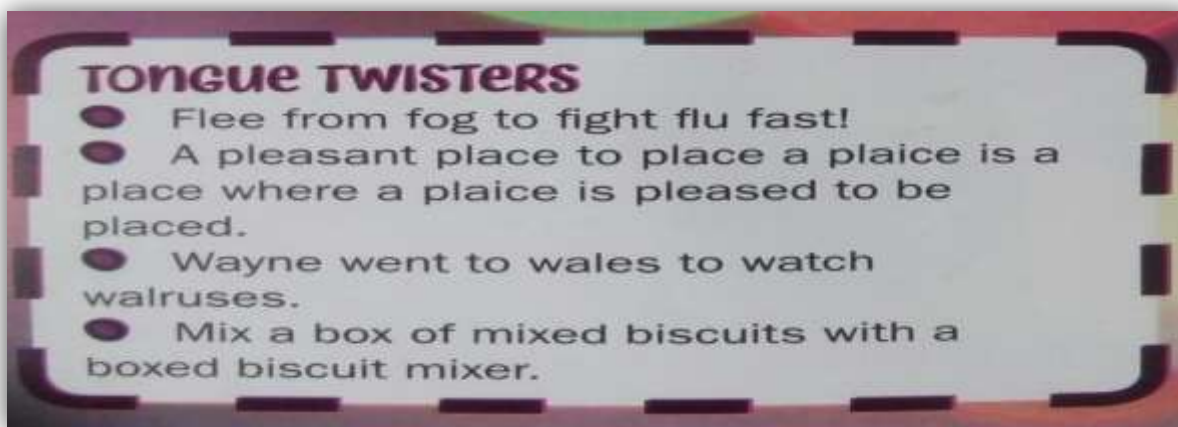 TONGUE TWISTERS
● Flee from fog to fight flu fast!
● A pleasant place to place a plaice is a
place where a plaice is pleased to be
placed.
● Wayne went to wales to watch
walruses.
● Mix a box of mixed biscuits with a
boxed biscuit mixer.